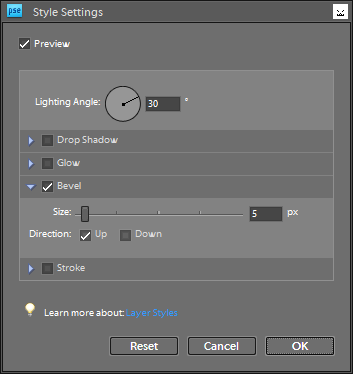 pse Style Settings
Preview
Lighting Angle: 30 °
Drop Shadow
Glow
Bevel
Size: 5 px
Direction: Up Down
Stroke
Learn more about: Layer Styles
Reset Cancel OK